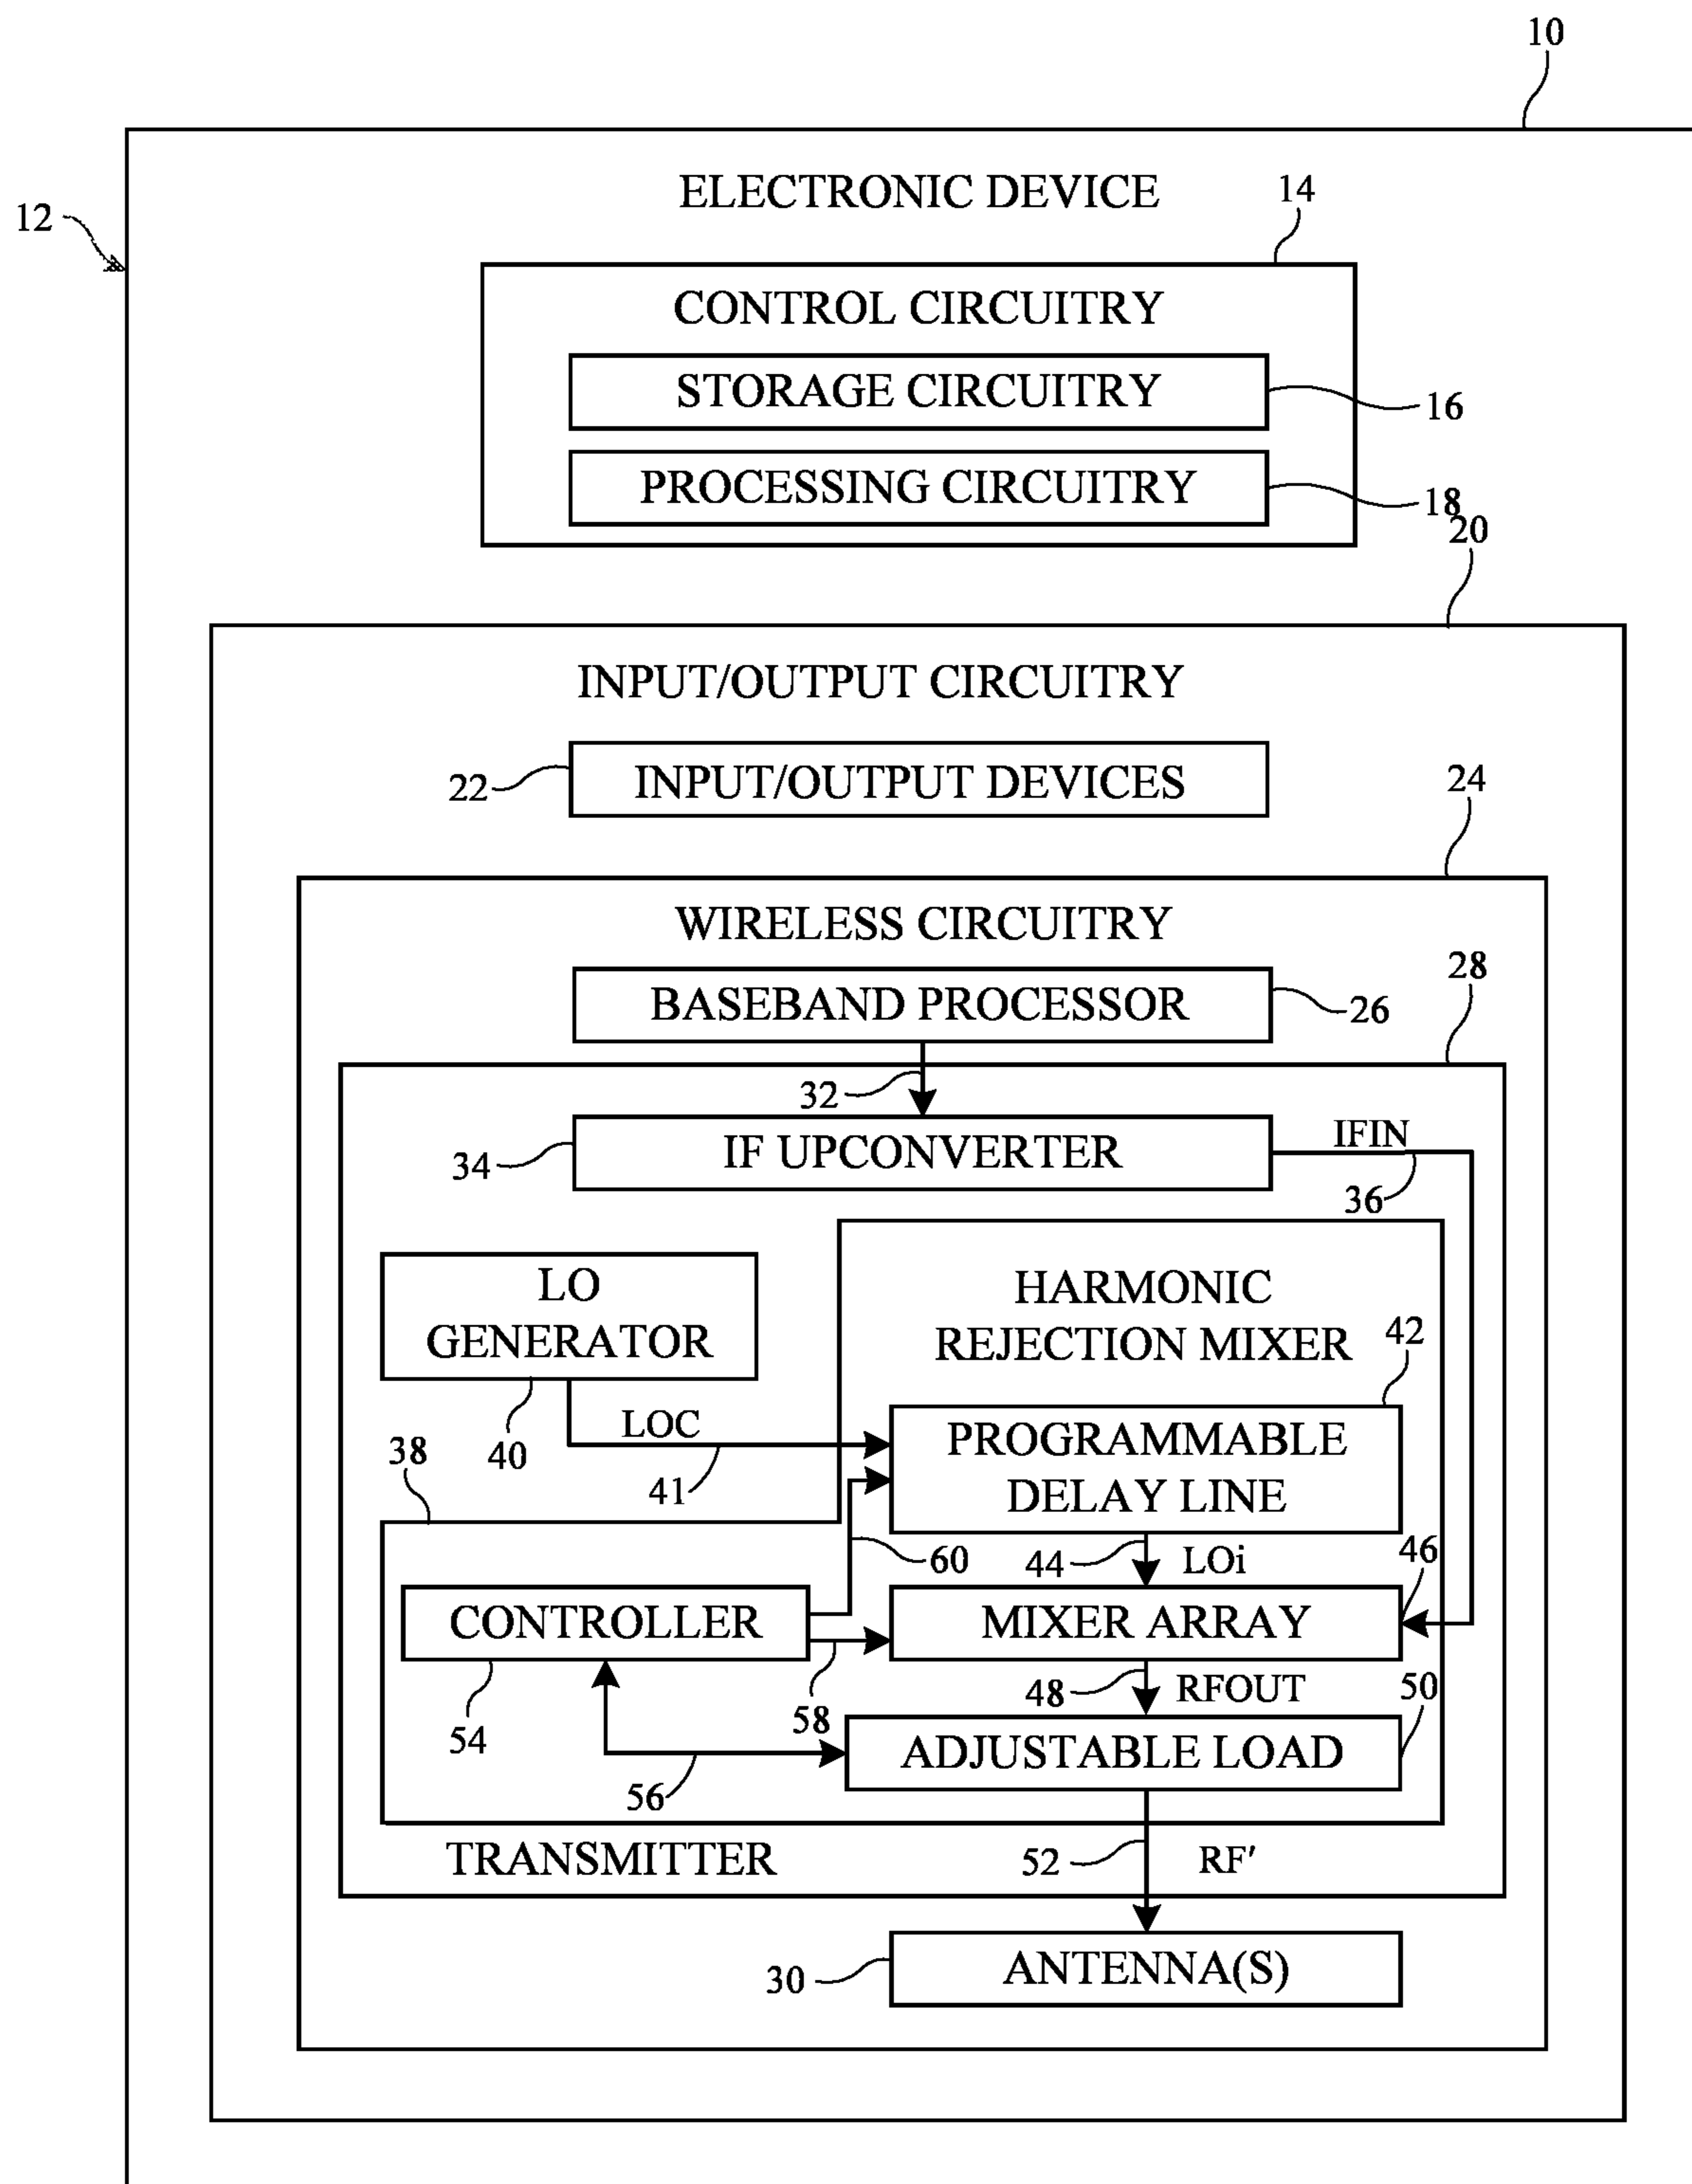 10
ELECTRONIC DEVICE
14
12
CONTROL CIRCUITRY
STORAGE CIRCUITRY
16
PROCESSING CIRCUITRY
18
20
INPUT/OUTPUT CIRCUITRY
22
INPUT/OUTPUT DEVICES
24
WIRELESS CIRCUITRY
28
BASEBAND PROCESSOR
26
32
34
IF UPCONVERTER
IFIN
36
LO
GENERATOR
HARMONIC
REJECTION MIXER
42
40
LOC
41
38
PROGRAMMABLE
DELAY LINE
60
44
LOi
46
CONTROLLER
MIXER ARRAY
54
58
48
RFOUT
50
56
ADJUSTABLE LOAD
TRANSMITTER
52
RF'
30
ANTENNA(S)